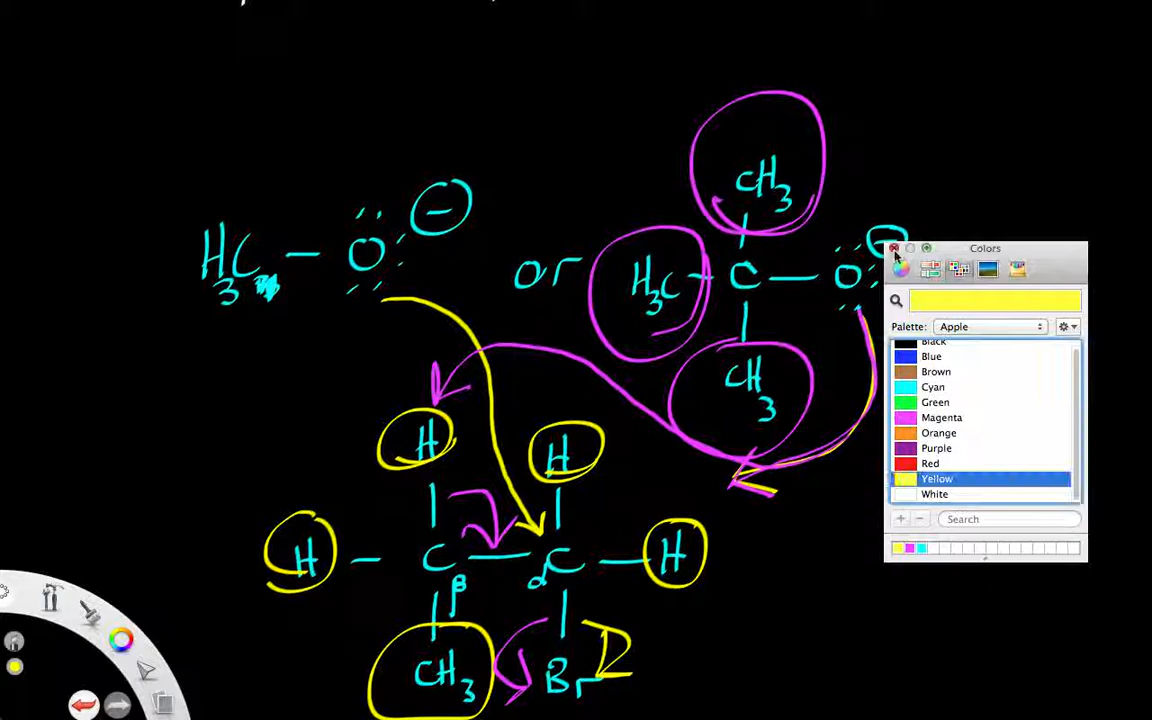 CH3
H3C – O –
or
H3C – C – O –
CH3
H H
H – C – C – H
β α
CH3 Br
Colors
Palette: Apple
Black
Blue
Brown
Cyan
Green
Magenta
Orange
Purple
Red
Yellow
White
Search